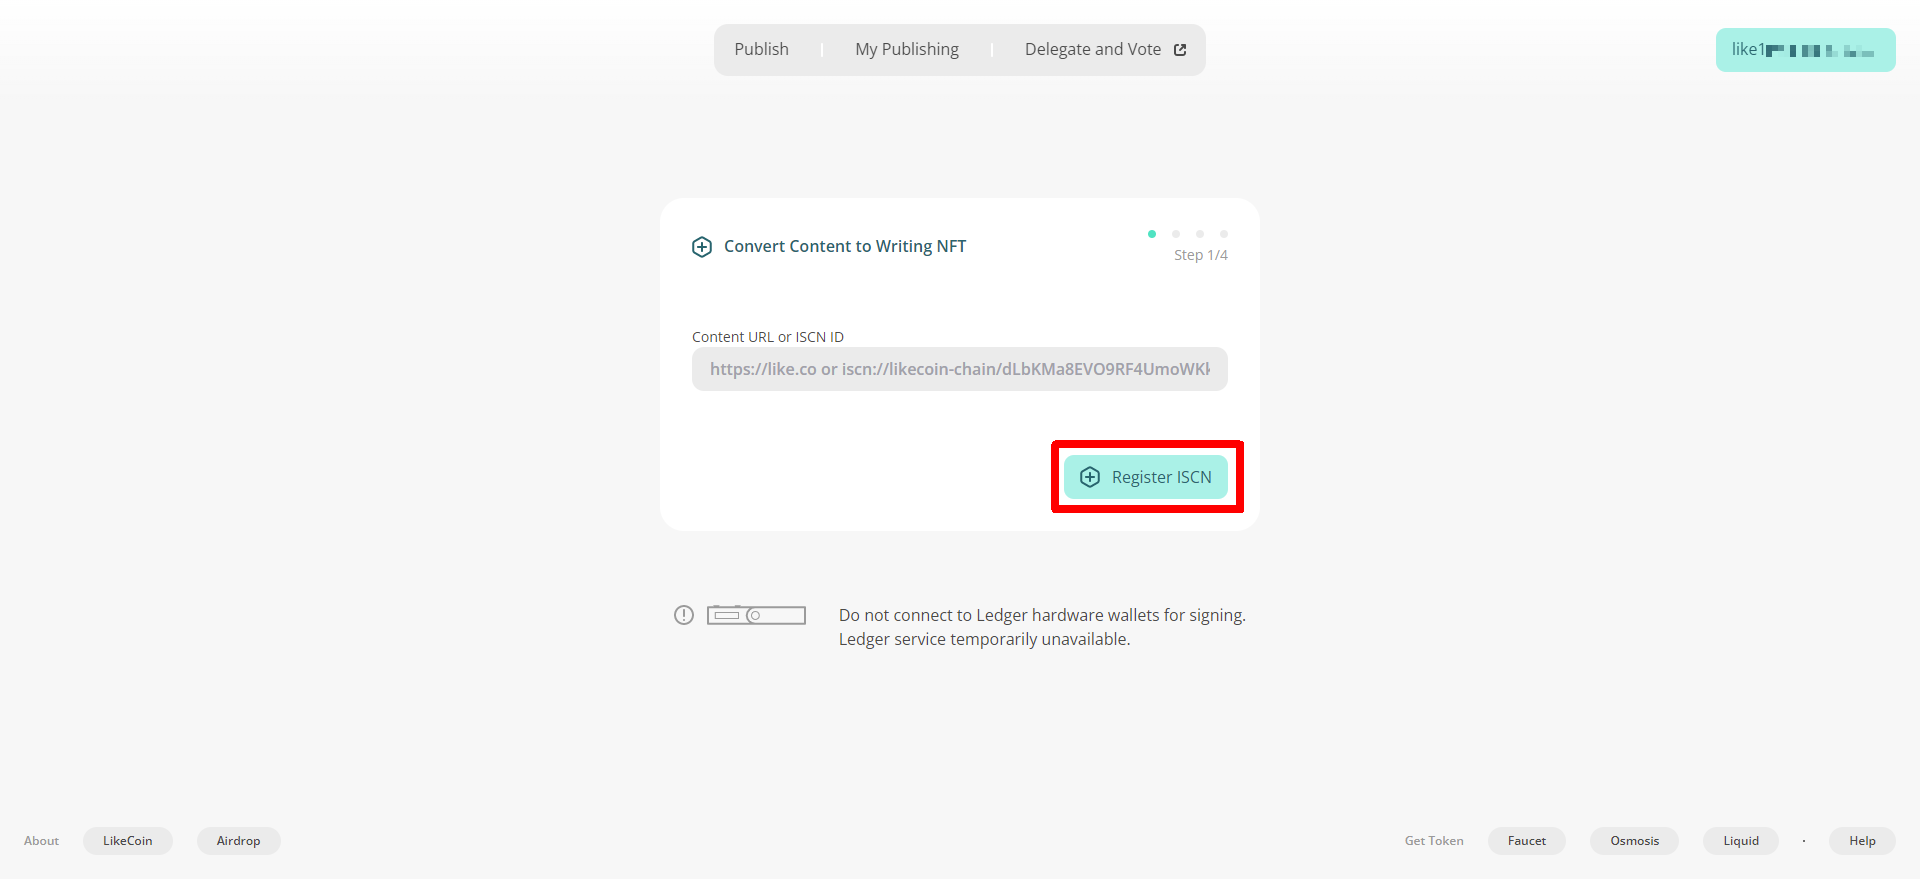 Publish
My Publishing
Delegate and Vote
like1
Convert Content to Writing NFT
Step 1/4
Content URL or ISCN ID
https://like.co or iscn://likecoin-chain/dLbKMa8EVO9RF4UmoWK
Register ISCN
Do not connect to Ledger hardware wallets for signing.
Ledger service temporarily unavailable.
About
LikeCoin
Airdrop
Get Token
Faucet
Osmosis
Liquid
·
Help